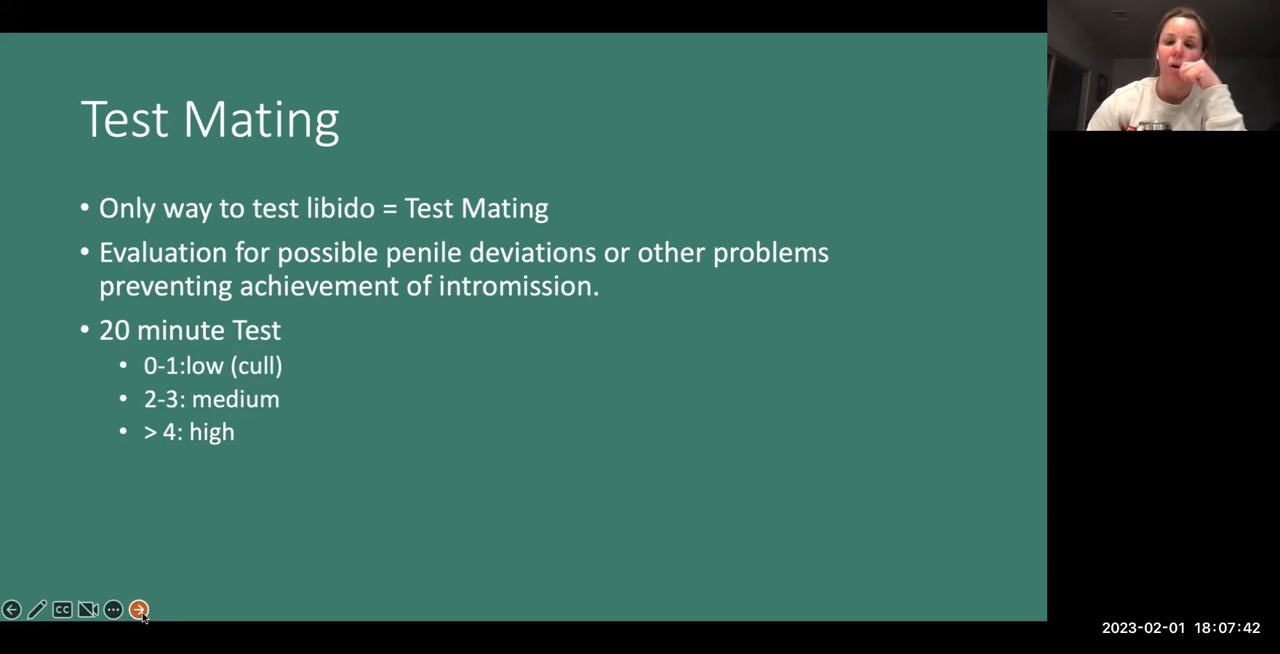 Test Mating
• Only way to test libido = Test Mating
• Evaluation for possible penile deviations or other problems
preventing achievement of intromission.
• 20 minute Test
• 0-1:low (cull)
• 2-3: medium
• > 4: high
CC
2023-02-01 18:07:42